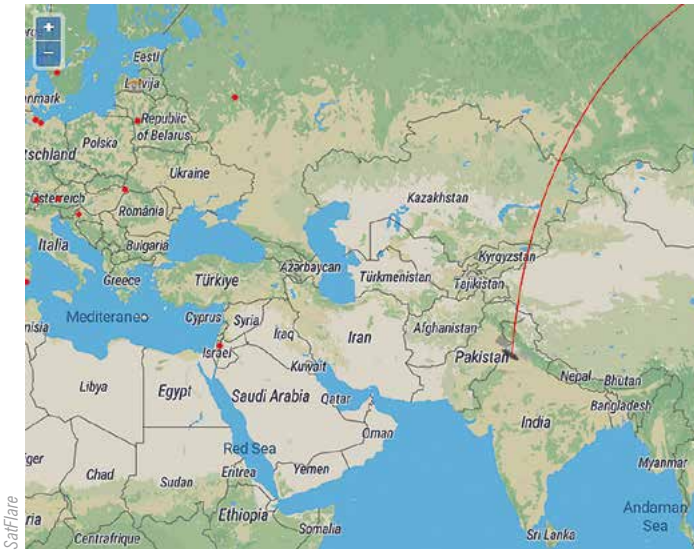 +
−
Eesti
Latvija
nmark
Republic
of Belarus
Polska
tschland
Ukraine
Österreich
România
Kazakhstan
Italia
Bulgaria
Kyrgyzstan
Azərbaycan
Greece
Türkiye
Türkmenistan
Tajikistan
Mediteraneo
Cyprus
Syria
Afghanistan
nisia
Iraq
Iran
Israel
Pakistan
Kuwait
Nepal
Bhutan
Libya
Egypt
Saudi Arabia
Qatar
Bangladesh
India
Oman
Red Sea
Myanmar
ger
Chad
Sudan
Eritrea
Yemen
Andaman
Sea
ria
Ethiopia
Somalia
Centrafrique
Sri Lanka
SatFlare